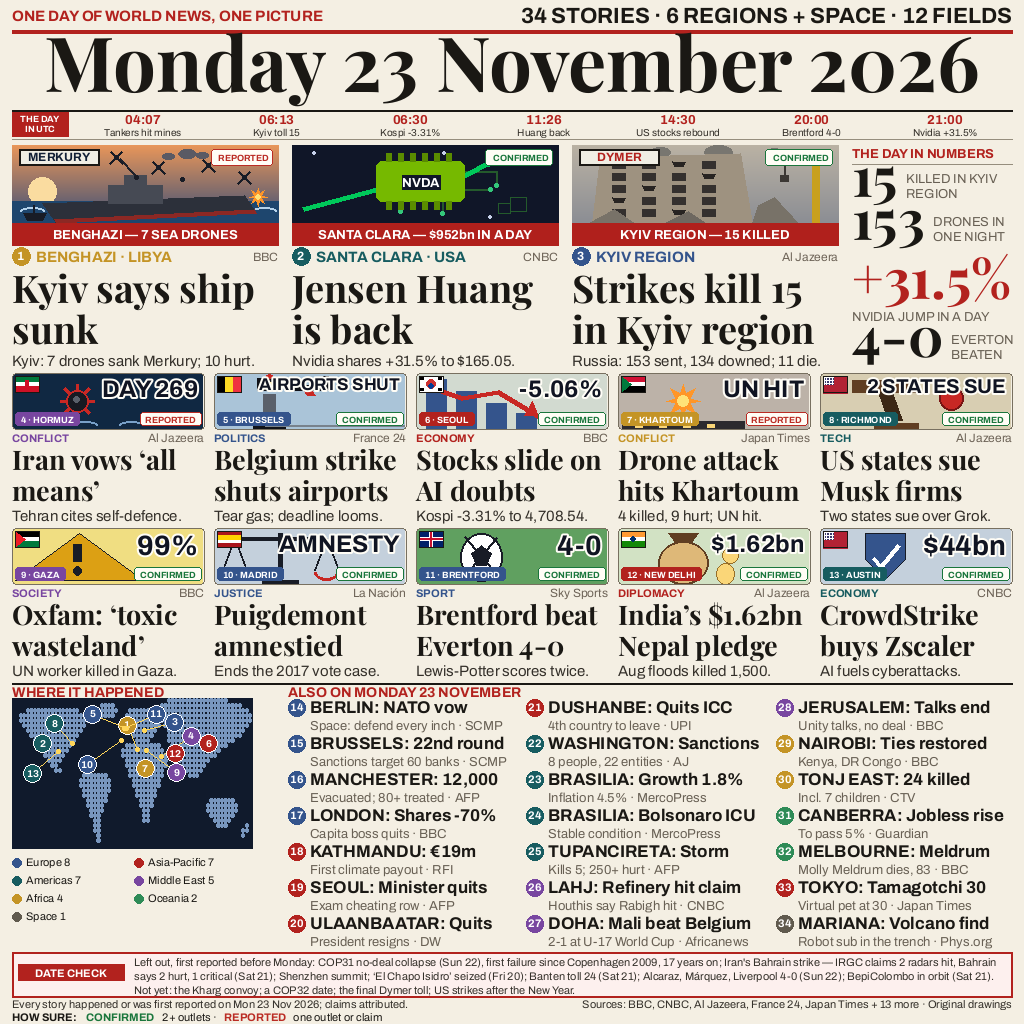 ONE DAY OF WORLD NEWS, ONE PICTURE
34 STORIES · 6 REGIONS + SPACE · 12 FIELDS
Monday 23 November 2026
THE DAY
IN UTC
04:07
Tankers hit mines
06:13
Kyiv toll 15
06:30
Kospi -3.31%
11:26
Huang back
14:30
US stocks rebound
20:00
Brentford 4-0
21:00
Nvidia +31.5%
MERKURY
REPORTED
BENGHAZI — 7 SEA DRONES
1 BENGHAZI · LIBYA
BBC
Kyiv says ship
sunk
Kyiv: 7 drones sank Merkury; 10 hurt.
CONFIRMED
NVDA
SANTA CLARA — $952bn IN A DAY
2 SANTA CLARA · USA
CNBC
Jensen Huang
is back
Nvidia shares +31.5% to $165.05.
DYMER
CONFIRMED
KYIV REGION — 15 KILLED
3 KYIV REGION
Al Jazeera
Strikes kill 15
in Kyiv region
Russia: 153 sent, 134 downed; 11 die.
THE DAY IN NUMBERS
15 KILLED IN KYIV
REGION
153 DRONES IN
ONE NIGHT
+31.5%
NVIDIA JUMP IN A DAY
4-0 EVERTON
BEATEN
DAY 269
4 · HORMUZ
REPORTED
CONFLICT
Al Jazeera
Iran vows ‘all
means’
Tehran cites self-defence.
AIRPORTS SHUT
5 · BRUSSELS
CONFIRMED
POLITICS
France 24
Belgium strike
shuts airports
Tear gas; deadline looms.
-5.06%
6 · SEOUL
CONFIRMED
ECONOMY
BBC
Stocks slide on
AI doubts
Kospi -3.31% to 4,708.54.
UN HIT
7 · KHARTOUM
REPORTED
CONFLICT
Japan Times
Drone attack
hits Khartoum
4 killed, 9 hurt; UN hit.
2 STATES SUE
8 · RICHMOND
CONFIRMED
TECH
Al Jazeera
US states sue
Musk firms
Two states sue over Grok.
99%
9 · GAZA
CONFIRMED
SOCIETY
BBC
Oxfam: ‘toxic
wasteland’
UN worker killed in Gaza.
AMNESTY
10 · MADRID
CONFIRMED
JUSTICE
La Nación
Puigdemont
amnestied
Ends the 2017 vote case.
4-0
11 · BRENTFORD
CONFIRMED
SPORT
Sky Sports
Brentford beat
Everton 4-0
Lewis-Potter scores twice.
$1.62bn
12 · NEW DELHI
CONFIRMED
DIPLOMACY
Al Jazeera
India’s $1.62bn
Nepal pledge
Aug floods killed 1,500.
$44bn
13 · AUSTIN
CONFIRMED
ECONOMY
CNBC
CrowdStrike
buys Zscaler
AI fuels cyberattacks.
WHERE IT HAPPENED
5
11
1
3
8
4
2
6
12
10
7
9
13
Europe 8
Asia-Pacific 7
Americas 7
Middle East 5
Africa 4
Oceania 2
Space 1
ALSO ON MONDAY 23 NOVEMBER
14 BERLIN: NATO vow
Space: defend every inch · SCMP
15 BRUSSELS: 22nd round
Sanctions target 60 banks · SCMP
16 MANCHESTER: 12,000
Evacuated; 80+ treated · AFP
17 LONDON: Shares -70%
Capita boss quits · BBC
18 KATHMANDU: €19m
First climate payout · RFI
19 SEOUL: Minister quits
Exam cheating row · AFP
20 ULAANBAATAR: Quits
President resigns · DW
21 DUSHANBE: Quits ICC
4th country to leave · UPI
22 WASHINGTON: Sanctions
8 people, 22 entities · AJ
23 BRASILIA: Growth 1.8%
Inflation 4.5% · MercoPress
24 BRASILIA: Bolsonaro ICU
Stable condition · MercoPress
25 TUPANCIRETA: Storm
Kills 5; 250+ hurt · AFP
26 LAHJ: Refinery hit claim
Houthis say Rabigh hit · CNBC
27 DOHA: Mali beat Belgium
2-1 at U-17 World Cup · Africanews
28 JERUSALEM: Talks end
Unity talks, no deal · BBC
29 NAIROBI: Ties restored
Kenya, DR Congo · BBC
30 TONJ EAST: 24 killed
Incl. 7 children · CTV
31 CANBERRA: Jobless rise
To pass 5% · Guardian
32 MELBOURNE: Meldrum
Molly Meldrum dies, 83 · BBC
33 TOKYO: Tamagotchi 30
Virtual pet at 30 · Japan Times
34 MARIANA: Volcano find
Robot sub in the trench · Phys.org
DATE CHECK
Left out, first reported before Monday: COP31 no-deal collapse (Sun 22), first failure since Copenhagen 2009, 17 years on; Iran's Bahrain strike — IRGC claims 2 radars hit, Bahrain
says 2 hurt, 1 critical (Sat 21); Shenzhen summit; ‘El Chapo Isidro’ seized (Fri 20); Banten toll 24 (Sat 21); Alcaraz, Márquez, Liverpool 4-0 (Sun 22); BepiColombo in orbit (Sat 21).
Not yet: the Kharg convoy; a COP32 date; the final Dymer toll; US strikes after the New Year.
Every story happened or was first reported on Mon 23 Nov 2026; claims attributed.
Sources: BBC, CNBC, Al Jazeera, France 24, Japan Times + 13 more · Original drawings
HOW SURE: CONFIRMED 2+ outlets · REPORTED one outlet or claim